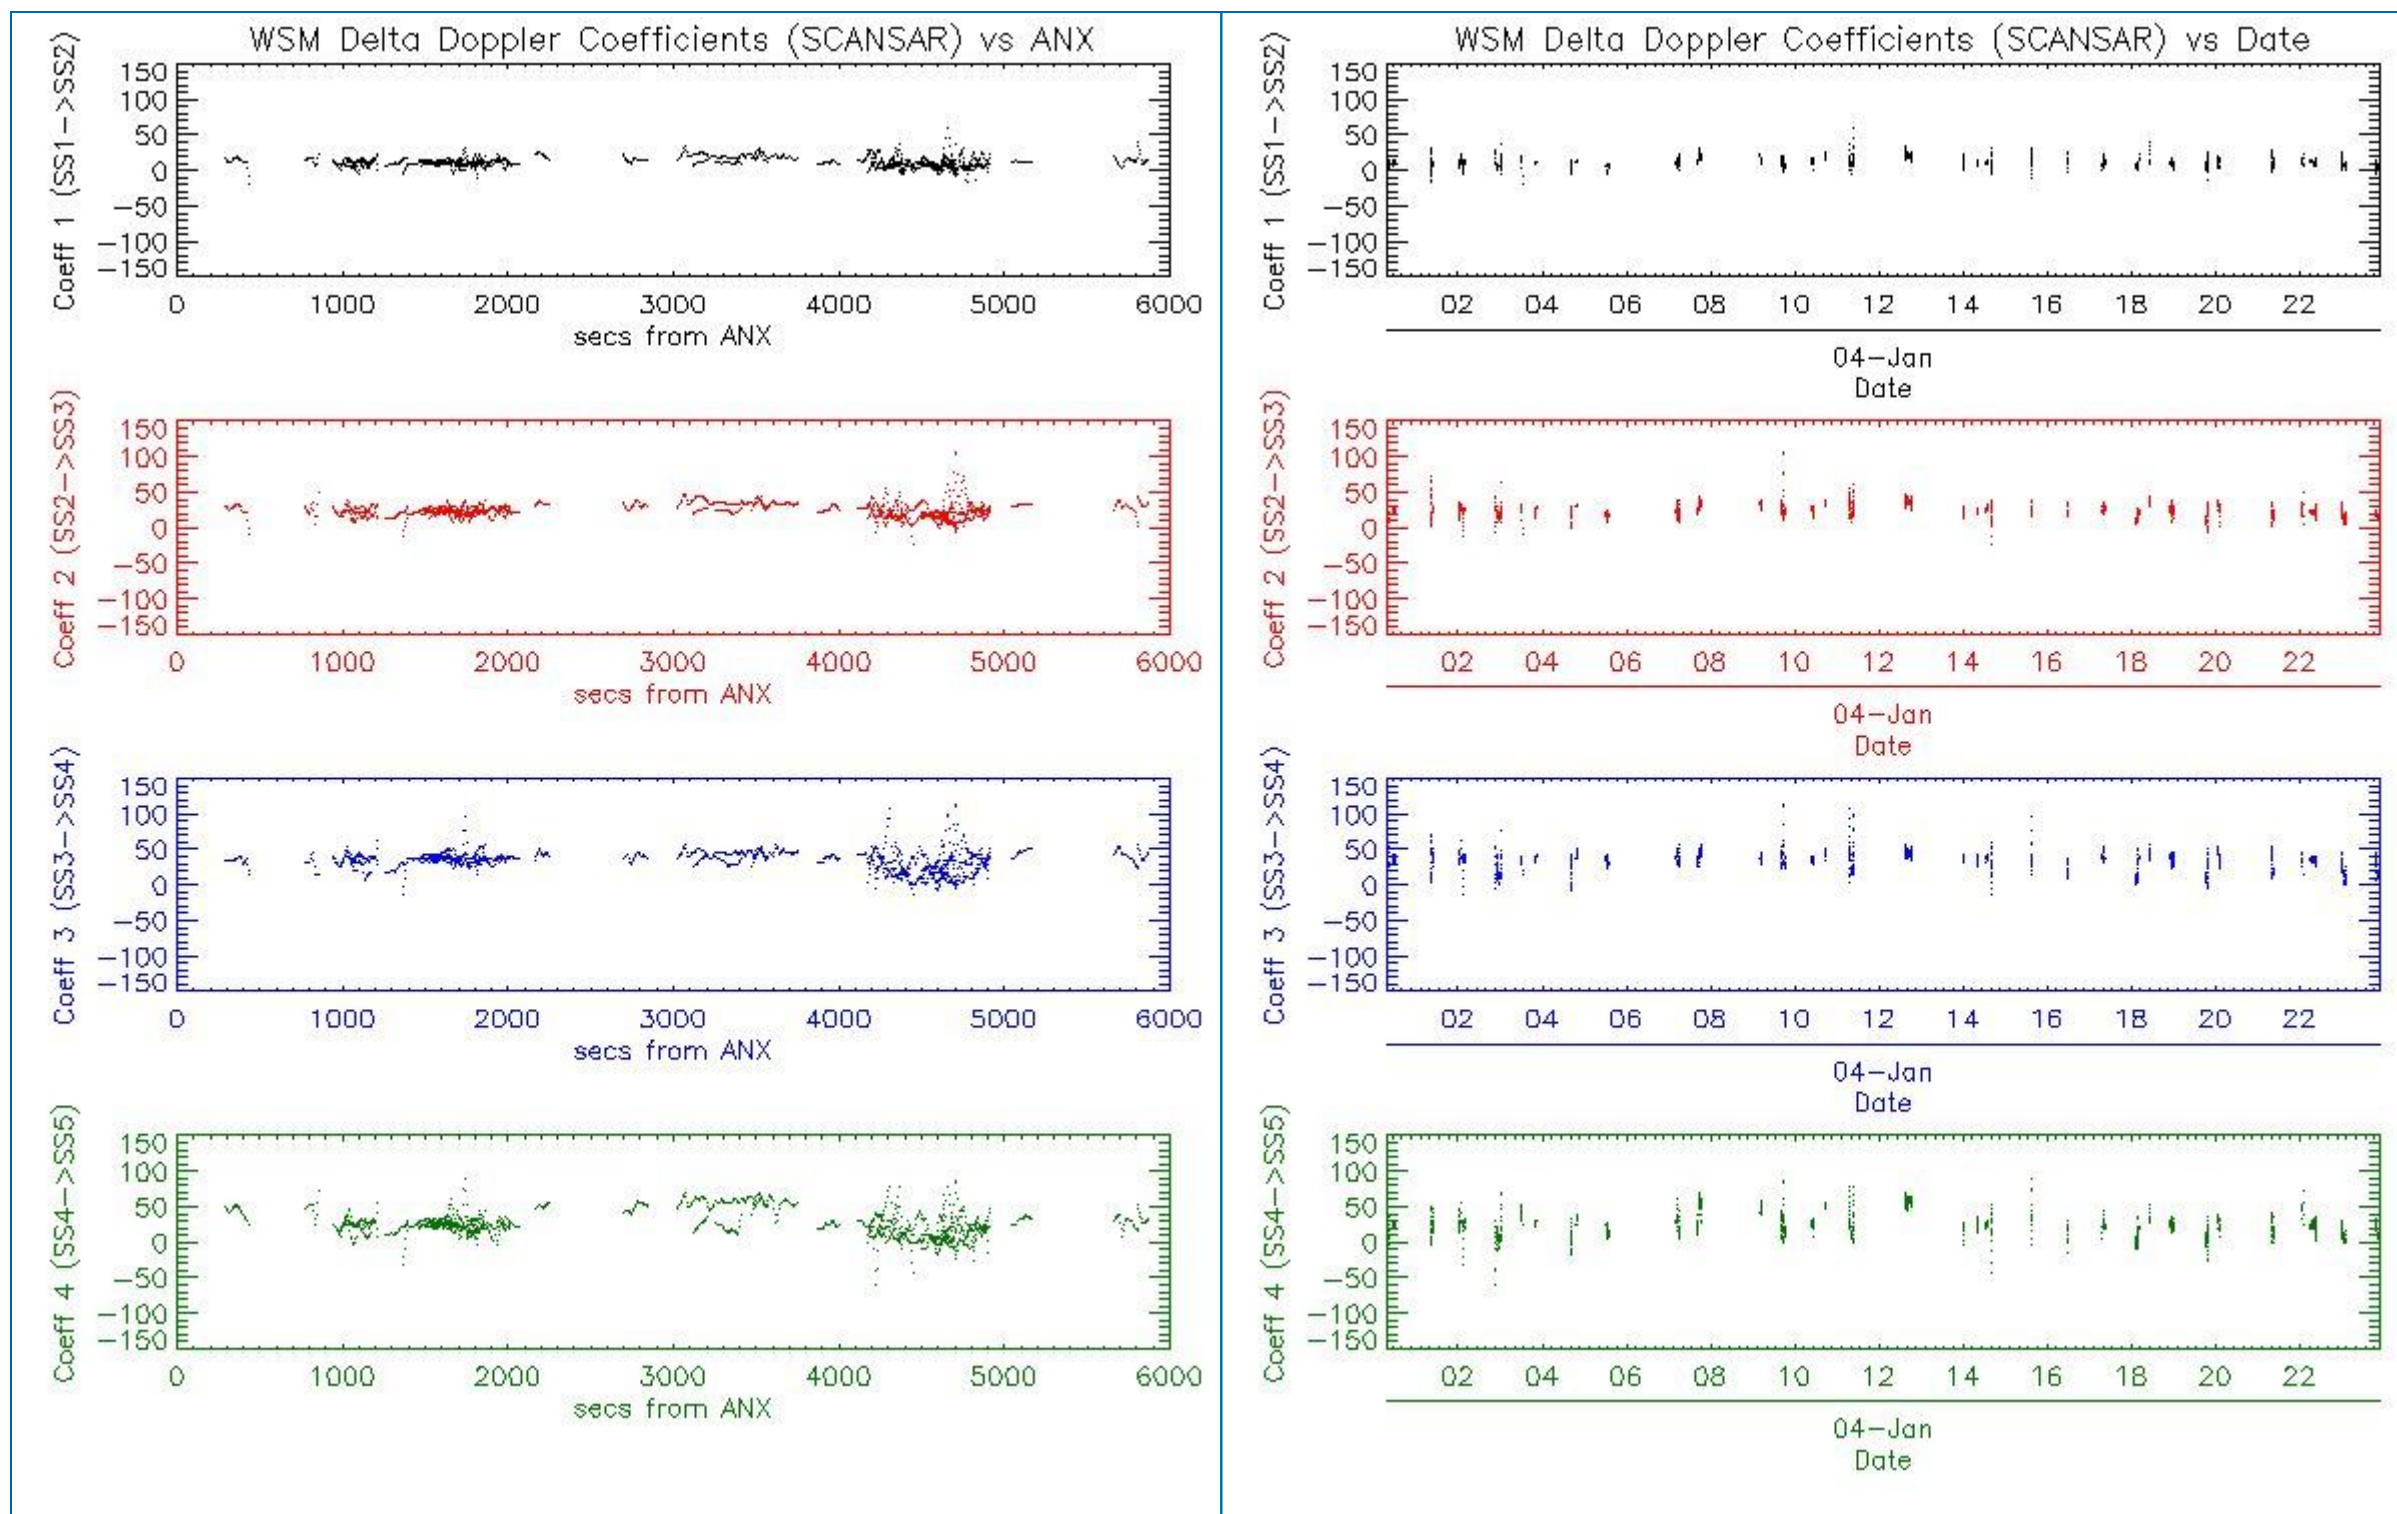 WSM Delta Doppler Coefficients (SCANSAR) vs ANX
Coeff 1 (SS1->SS2)
150
100
50
0
-50
-100
-150
0 1000 2000 3000 4000 5000 6000
secs from ANX
Coeff 2 (SS2->SS3)
150
100
50
0
-50
-100
-150
0 1000 2000 3000 4000 5000 6000
secs from ANX
Coeff 3 (SS3->SS4)
150
100
50
0
-50
-100
-150
0 1000 2000 3000 4000 5000 6000
secs from ANX
Coeff 4 (SS4->SS5)
150
100
50
0
-50
-100
-150
0 1000 2000 3000 4000 5000 6000
secs from ANX
WSM Delta Doppler Coefficients (SCANSAR) vs Date
Coeff 1 (SS1->SS2)
150
100
50
0
-50
-100
-150
02 04 06 08 10 12 14 16 18 20 22
04-Jan
Date
Coeff 2 (SS2->SS3)
150
100
50
0
-50
-100
-150
02 04 06 08 10 12 14 16 18 20 22
04-Jan
Date
Coeff 3 (SS3->SS4)
150
100
50
0
-50
-100
-150
02 04 06 08 10 12 14 16 18 20 22
04-Jan
Date
Coeff 4 (SS4->SS5)
150
100
50
0
-50
-100
-150
02 04 06 08 10 12 14 16 18 20 22
04-Jan
Date